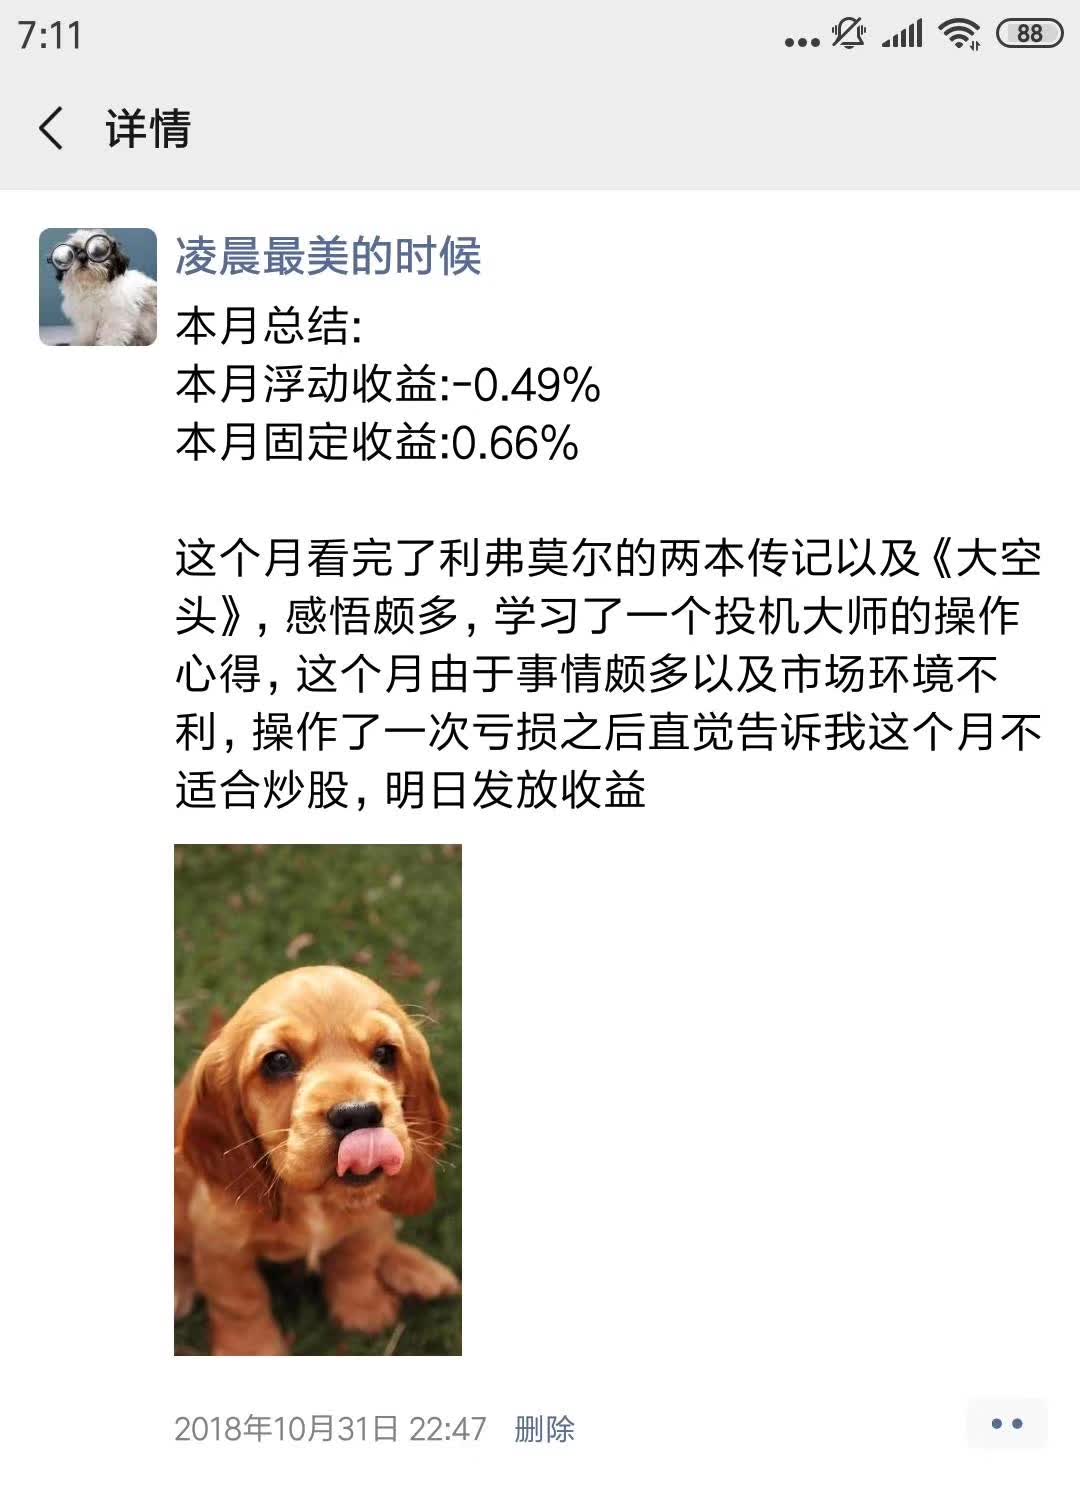 7:11
88
详情
凌晨最美的时候
本月总结:
本月浮动收益:-0.49%
本月固定收益:0.66%
这个月看完了利弗莫尔的两本传记以及《大空
头》, 感悟颇多, 学习了一个投机大师的操作
心得, 这个月由于事情颇多以及市场环境不
利, 操作了一次亏损之后直觉告诉我这个月不
适合炒股, 明日发放收益
2018年10月31日 22:47 删除